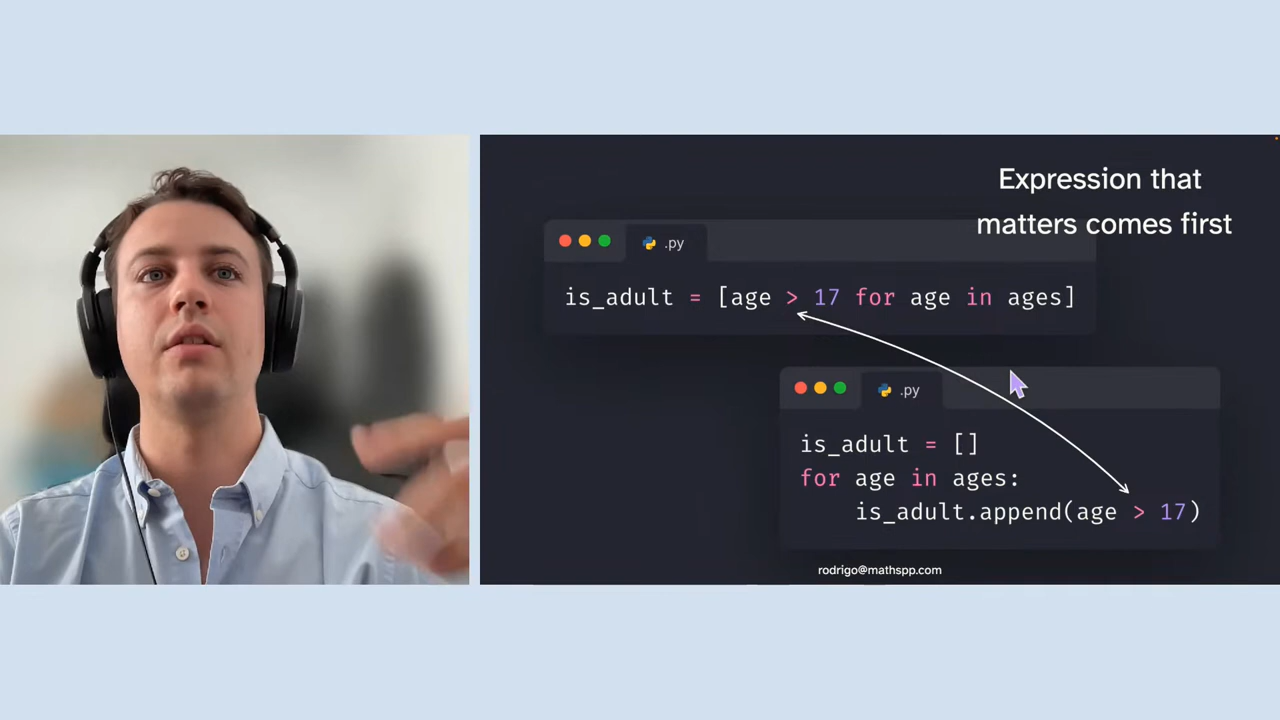 Expression that
matters comes first
.py
is_adult = [age > 17 for age in ages]
.py
is_adult = []
for age in ages:
    is_adult.append(age > 17)
rodrigo@mathspp.com